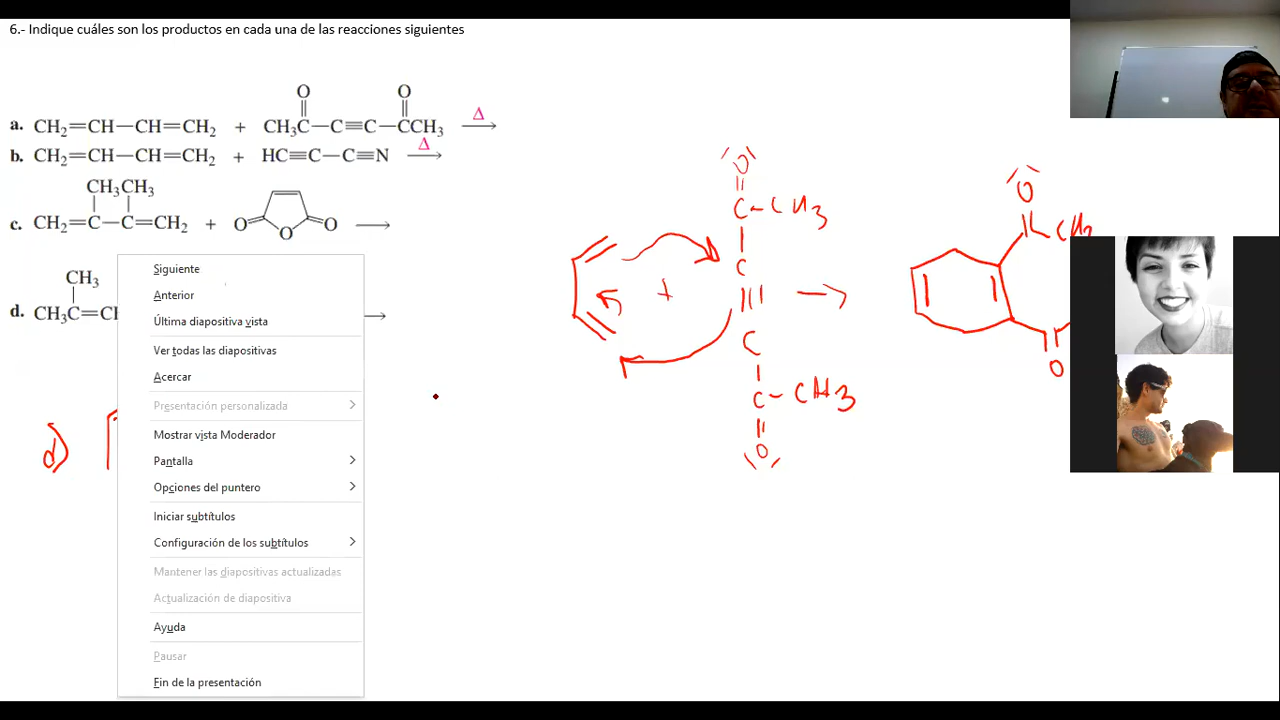 6.- Indique cuáles son los productos en cada una de las reacciones siguientes
O O
a. CH₂=CH—CH=CH₂ + CH₃C—C≡C—CCH₃ Δ→
b. CH₂=CH—CH=CH₂ + HC≡C—C≡N Δ→
CH₃CH₃
c. CH₂=C—C=CH₂ + O O O →
CH₃
d. CH₃C=CH →
d)
Siguiente
Anterior
Última diapositiva vista
Ver todas las diapositivas
Acercar
Presentación personalizada
Mostrar vista Moderador
Pantalla
Opciones del puntero
Iniciar subtítulos
Configuración de los subtítulos
Mantener las diapositivas actualizadas
Actualización de diapositiva
Ayuda
Pausar
Fin de la presentación
O
C-CH3
C
+ →
C
C-CH3
O
O
CH3
O